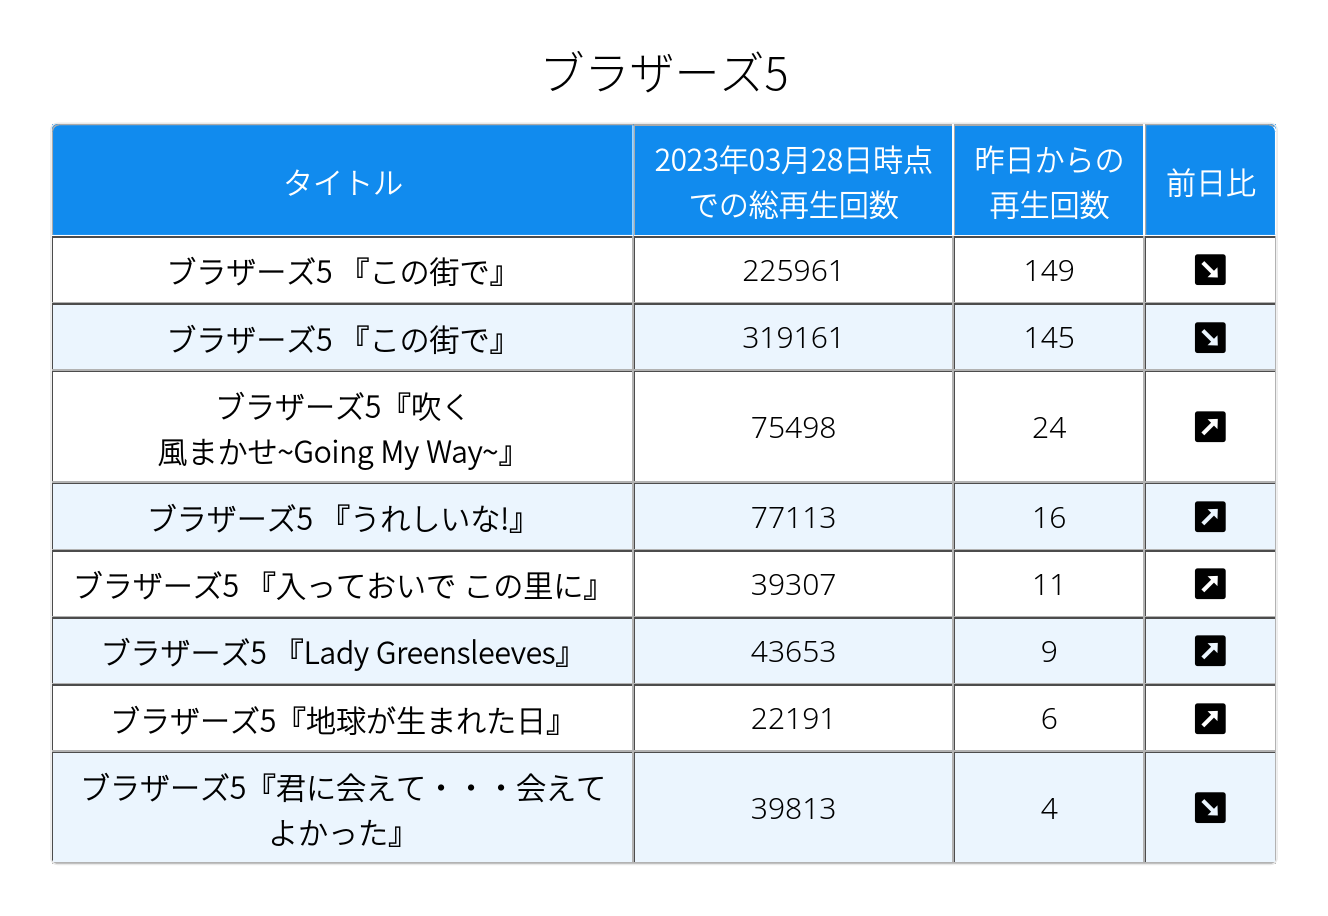 ブラザーズ5
タイトル
2023年03月28日時点
での総再生回数
昨日からの
再生回数
前日比
ブラザーズ5 『この街で』
225961
149
↘
ブラザーズ5 『この街で』
319161
145
↘
ブラザーズ5『吹く
風まかせ~Going My Way~』
75498
24
↗
ブラザーズ5 『うれしいな!』
77113
16
↗
ブラザーズ5 『入っておいで この里に』
39307
11
↗
ブラザーズ5 『Lady Greensleeves』
43653
9
↗
ブラザーズ5『地球が生まれた日』
22191
6
↗
ブラザーズ5『君に会えて・・・会えて
よかった』
39813
4
↘